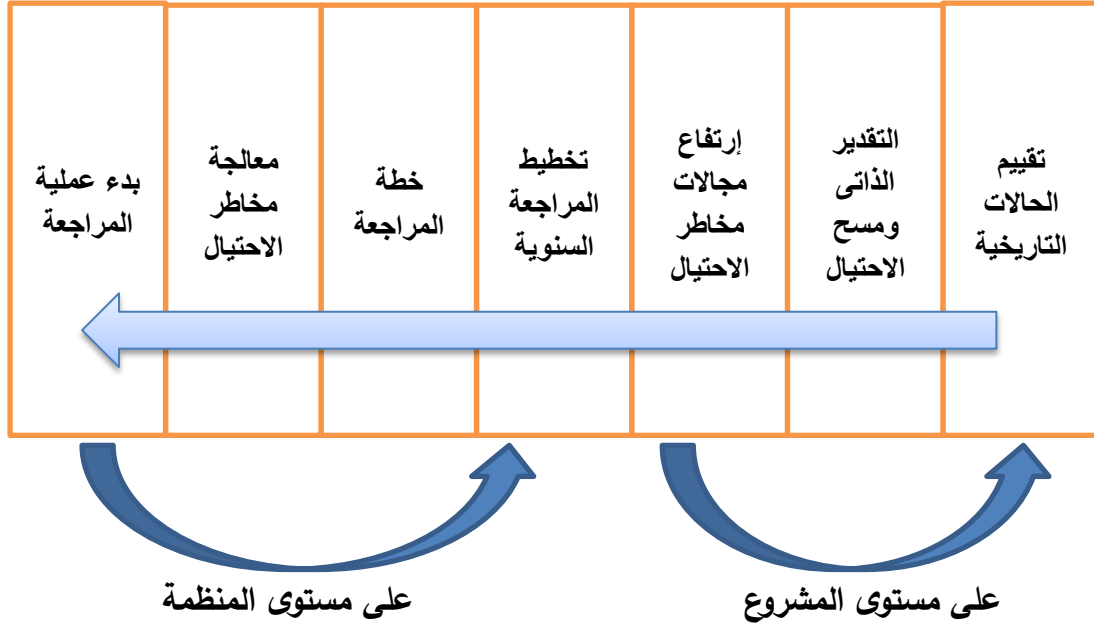 تقييم
الحالات
التاريخية
التقدير
الذاتى
ومسح
الاحتيال
إرتفاع
مجالات
مخاطر
الاحتيال
تخطيط
المراجعة
السنوية
خطة
المراجعة
معالجة
مخاطر
الاحتيال
بدء عملية
المراجعة
على مستوى المشروع
على مستوى المنظمة